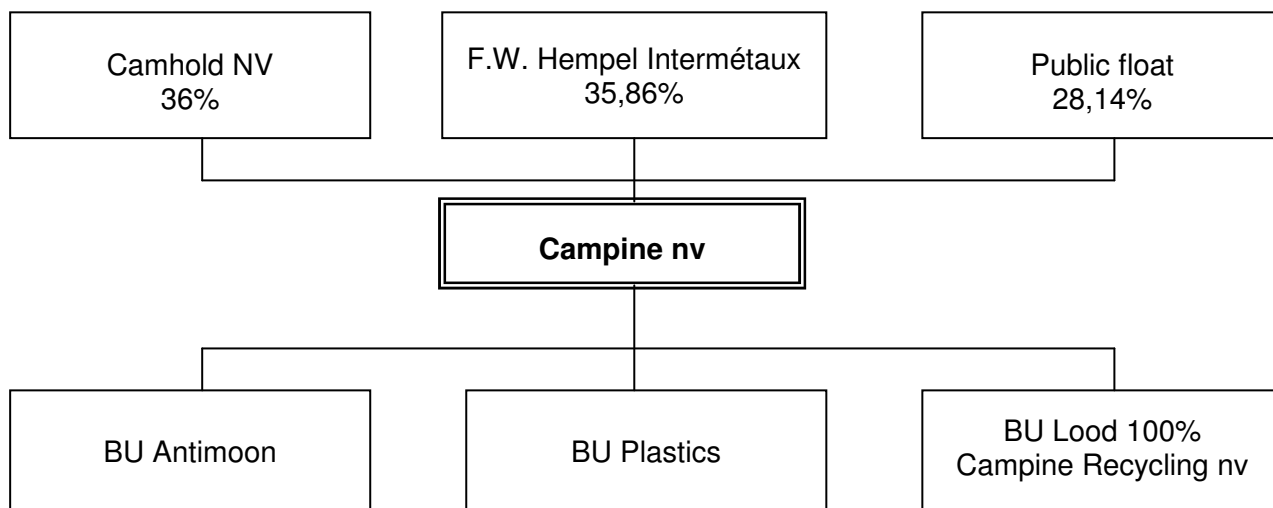 Camhold NV
36%
F.W. Hempel Intermétaux
35,86%
Public float
28,14%
Campine nv
BU Antimoon
BU Plastics
BU Lood 100%
Campine Recycling nv